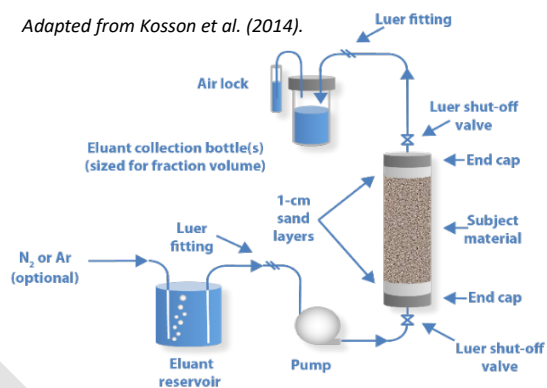 Adapted from Kosson et al. (2014).
Luer fitting
Air lock
Luer shut-off
valve
Eluant collection bottle(s)
(sized for fraction volume)
End cap
1-cm
sand
layers
Subject
material
Luer
fitting
N₂ or Ar
(optional)
End cap
Luer shut-off
valve
Pump
Eluant
reservoir